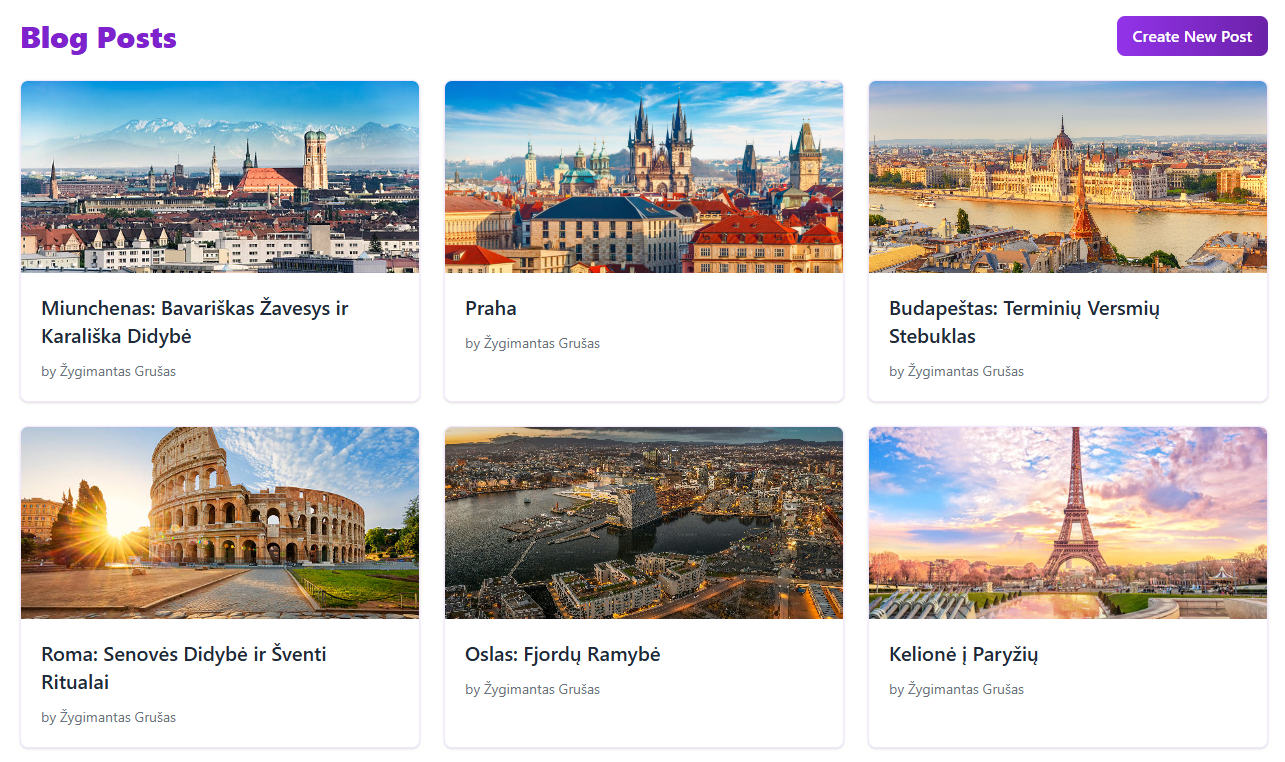 Blog Posts
Create New Post
Miunchenas: Bavariškas Žavesys ir
Karališka Didybė
by Žygimantas Grušas
Praha
by Žygimantas Grušas
Budapeštas: Terminių Versmių
Stebuklas
by Žygimantas Grušas
Roma: Senovės Didybė ir Šventi
Ritualai
by Žygimantas Grušas
Oslas: Fjordų Ramybė
by Žygimantas Grušas
Kelionė į Paryžių
by Žygimantas Grušas